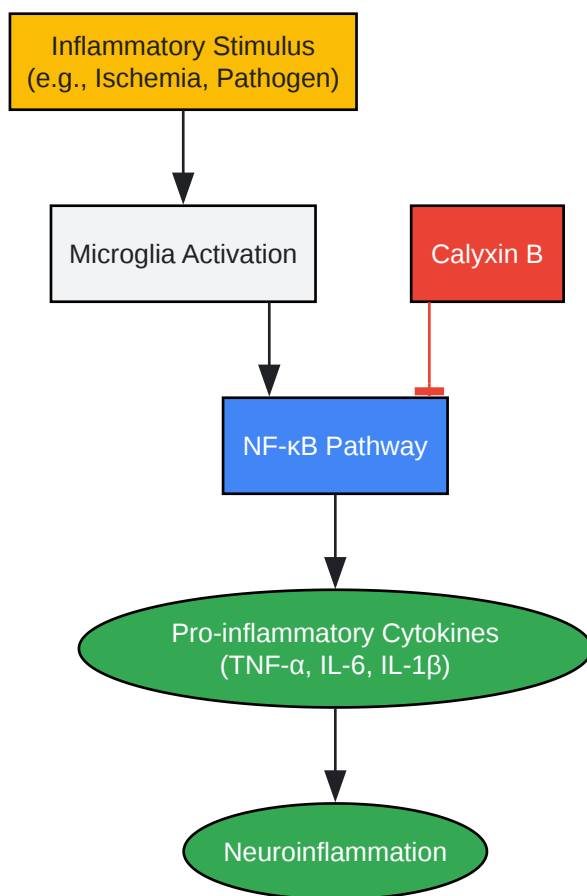 Inflammatory Stimulus
(e.g., Ischemia, Pathogen)
Microglia Activation
Calyxin B
NF-κB Pathway
Pro-inflammatory Cytokines
(TNF-α, IL-6, IL-1β)
Neuroinflammation